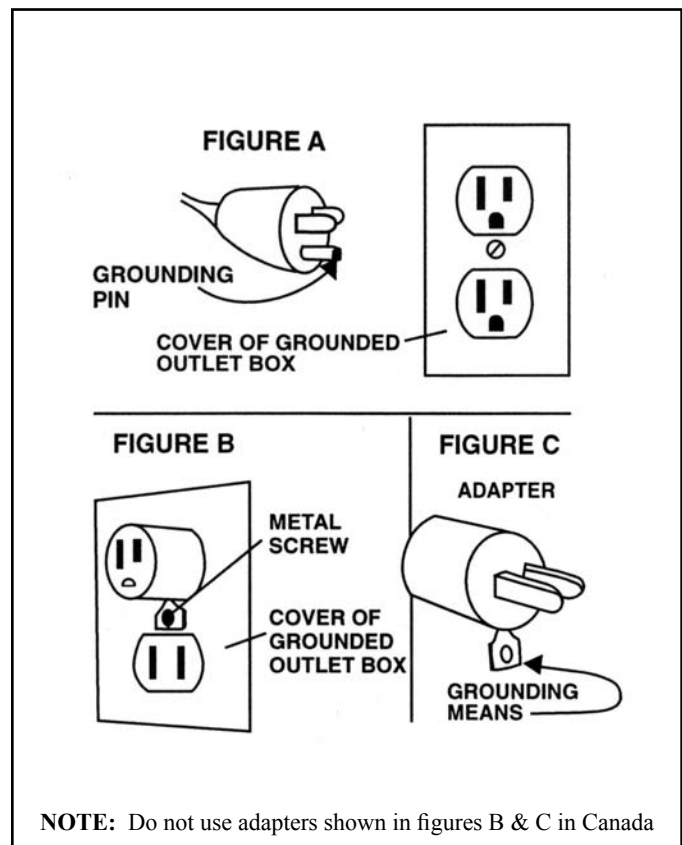 FIGURE A
GROUNDING
PIN
COVER OF GROUNDED
OUTLET BOX
FIGURE B
METAL
SCREW
COVER OF
GROUNDED
OUTLET BOX
FIGURE C
ADAPTER
GROUNDING
MEANS
NOTE: Do not use adapters shown in figures B & C in Canada